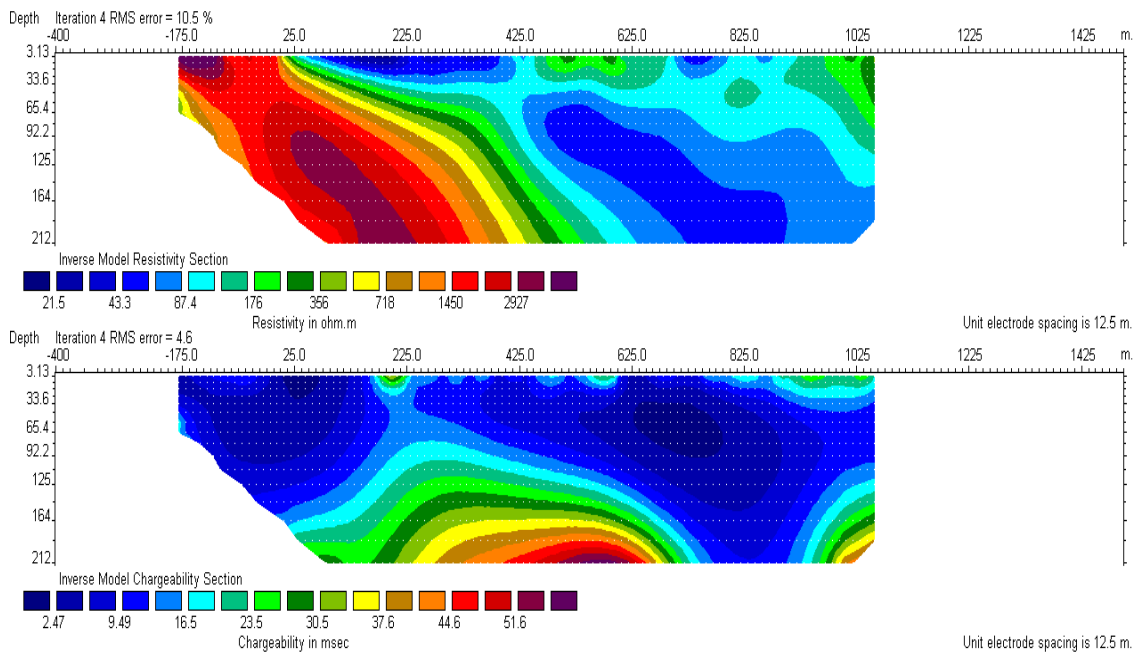 Depth Iteration 4 RMS error = 10.5 %
-400 -175.0 25.0 225.0 425.0 625.0 825.0 1025 1225 1425 m.
3.13
33.6
65.4
92.2
125.
164.
212.
Inverse Model Resistivity Section
21.5 43.3 87.4 176 356 718 1450 2927
Resistivity in ohm.m
Unit electrode spacing is 12.5 m.
Depth Iteration 4 RMS error = 4.6
-400 -175.0 25.0 225.0 425.0 625.0 825.0 1025 1225 1425 m.
3.13
33.6
65.4
92.2
125.
164.
212.
Inverse Model Chargeability Section
2.47 9.49 16.5 23.5 30.5 37.6 44.6 51.6
Chargeability in msec
Unit electrode spacing is 12.5 m.